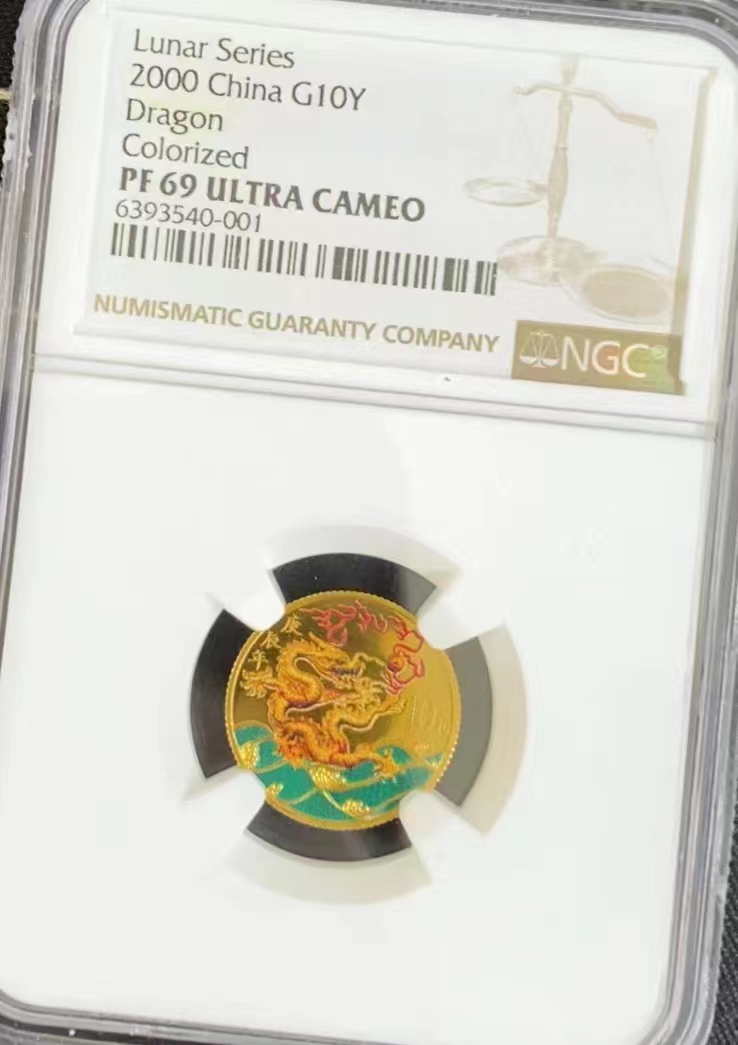 Lunar Series
2000 China G10Y
Dragon
Colorized
PF 69 ULTRA CAMEO
6393540-001
NUMISMATIC GUARANTY COMPANY
NGC®
庚辰年
10元